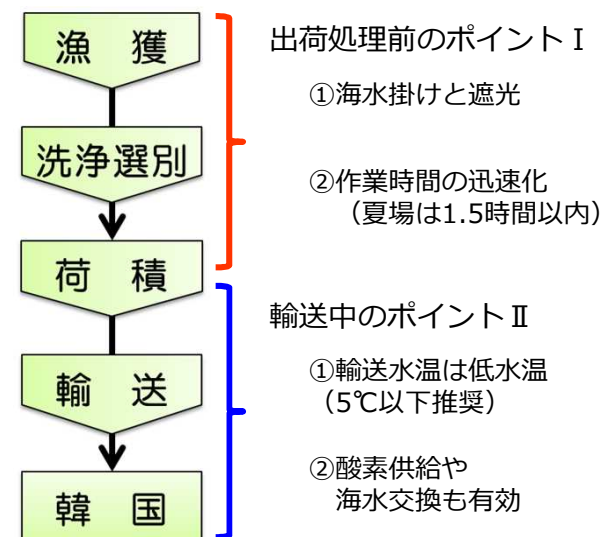 漁 獲
洗浄選別
荷 積
輸 送
韓 国
出荷処理前のポイントⅠ
①海水掛けと遮光
②作業時間の迅速化
（夏場は1.5時間以内）
輸送中のポイントⅡ
①輸送水温は低水温
（5℃以下推奨）
②酸素供給や
海水交換も有効